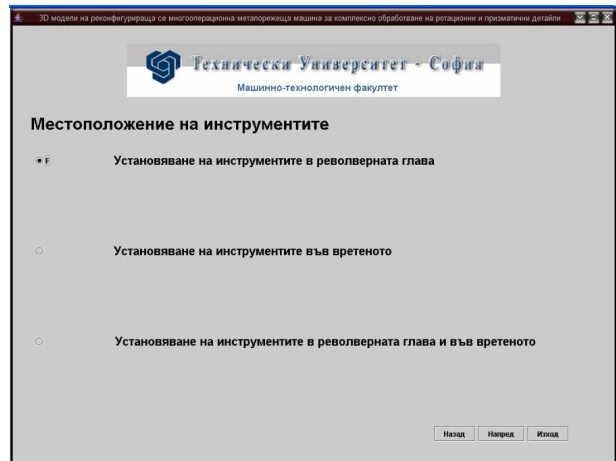 3D модели на реконфигурираща се многооперационна металорежеща машина за комплексно обработване на ротационни и призматични детайли
Технически Университет - София
Машинно-технологичен факултет
Местоположение на инструментите
F Установяване на инструментите в револверната глава
Установяване на инструментите във вретеното
Установяване на инструментите в револверната глава и във вретеното
Назад Напред Изход